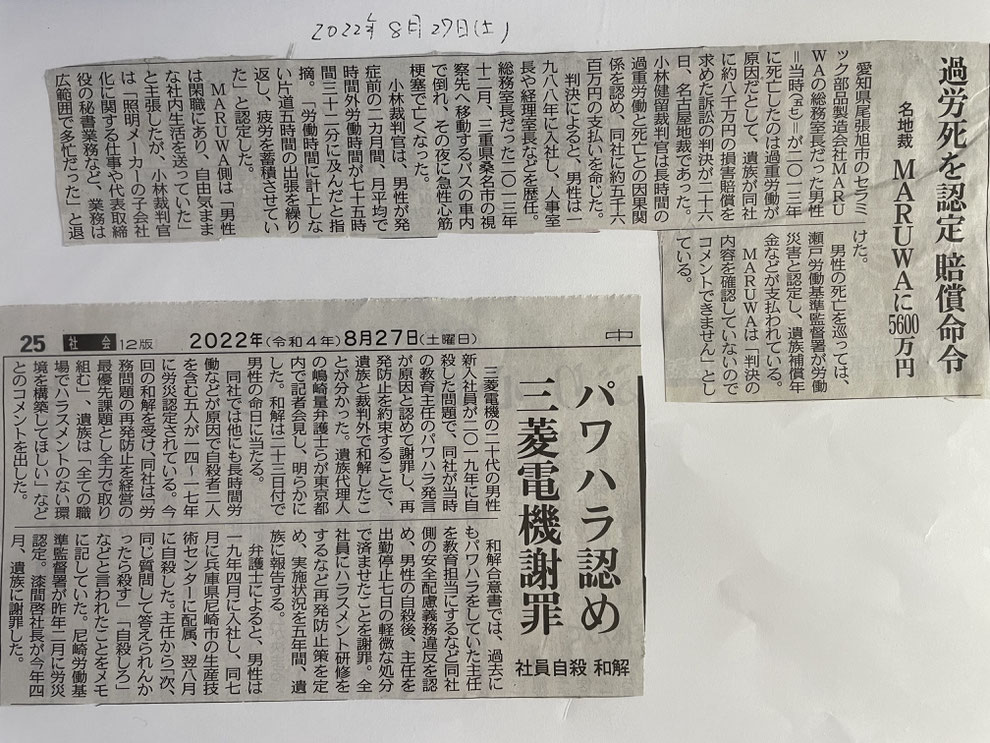 2022年8月27日(土)
過労死を認定 賠償命令
名地裁 MARUWAに5600万円
愛知県尾張旭市のセラミ
ック部品製造会社MARU
WAの総務室長だった男性
=当時(五七)=が二〇一三年
に死亡したのは過重労働が
原因だとして、遺族が同社
に約八千万円の損害賠償を
求めた訴訟の判決が二十六
日、名古屋地裁であった。
小林健留裁判官は長時間の
過重労働と死亡との因果関
係を認め、同社に約五千六
百万円の支払いを命じた。
判決によると、男性は一
九八八年に入社し、人事室
長や経理室長などを歴任。
総務室長だった二〇一三年
十二月、三重県桑名市の視
察先へ移動するバスの車内
で倒れ、その夜に急性心筋
梗塞で亡くなった。
小林裁判官は、男性が発
症前の二カ月間、月平均で
時間外労働時間が七十五時
間三十二分に及んだと指
摘。「労働時間に計上しな
い片道五時間の出張を繰り
返し、疲労を蓄積させてい
た」と認定した。
MARUWA側は「男性
は閑職にあり、自由気まま
な社内生活を送っていた」
と主張したが、小林裁判官
は「照明メーカーの子会社
化に関する仕事や代表取締
役の秘書業務など、業務は
広範囲で多忙だった」と退
けた。
男性の死亡を巡っては、
瀬戸労働基準監督署が労働
災害と認定し、遺族補償年
金などが支払われている。
MARUWAは「判決の
内容を確認していないので
コメントできません」とし
ている。
25 社会 12版 2022年(令和4年)8月27日(土曜日) 中
パワハラ認め
三菱電機謝罪
社員自殺 和解
三菱電機の二十代の男性
新入社員が二〇一九年に自
殺した問題で、同社が当時
の教育主任のパワハラ発言
が原因と認めて謝罪し、再
発防止を約束することで、
遺族と裁判外で和解したこ
とが分かった。遺族代理人
の嶋崎量弁護士らが東京都
内で記者会見し、明らかに
した。和解は二十三日付で
男性の命日に当たる。
同社では他にも長時間労
働などが原因で自殺者二人
を含む五人が一四〜一七年
に労災認定されている。今
回の和解を受け、同社は「労
務問題の再発防止を経営の
最優先課題とし全力で取り
組む」、遺族は「全ての職
場でハラスメントのない環
境を構築してほしい」など
とのコメントを出した。
和解合意書では、過去に
もパワハラをしていた主任
を教育担当にするなど同社
側の安全配慮義務違反を認
め、男性の自殺後、主任を
出勤停止七日の軽微な処分
で済ませたことを謝罪。全
社員にハラスメント研修を
するなど再発防止策を定
め、実施状況を五年間、遺
族に報告する。
弁護士によると、男性は
一九年四月に入社し、同七
月に兵庫県尼崎市の生産技
術センターに配属、翌八月
に自殺した。主任から「次、
同じ質問して答えられんか
ったら殺す」「自殺しろ」
などと言われたことをメモ
に記していた。尼崎労働基
準監督署が昨年二月に労災
認定。漆間啓社長が今年四
月、遺族に謝罪した。